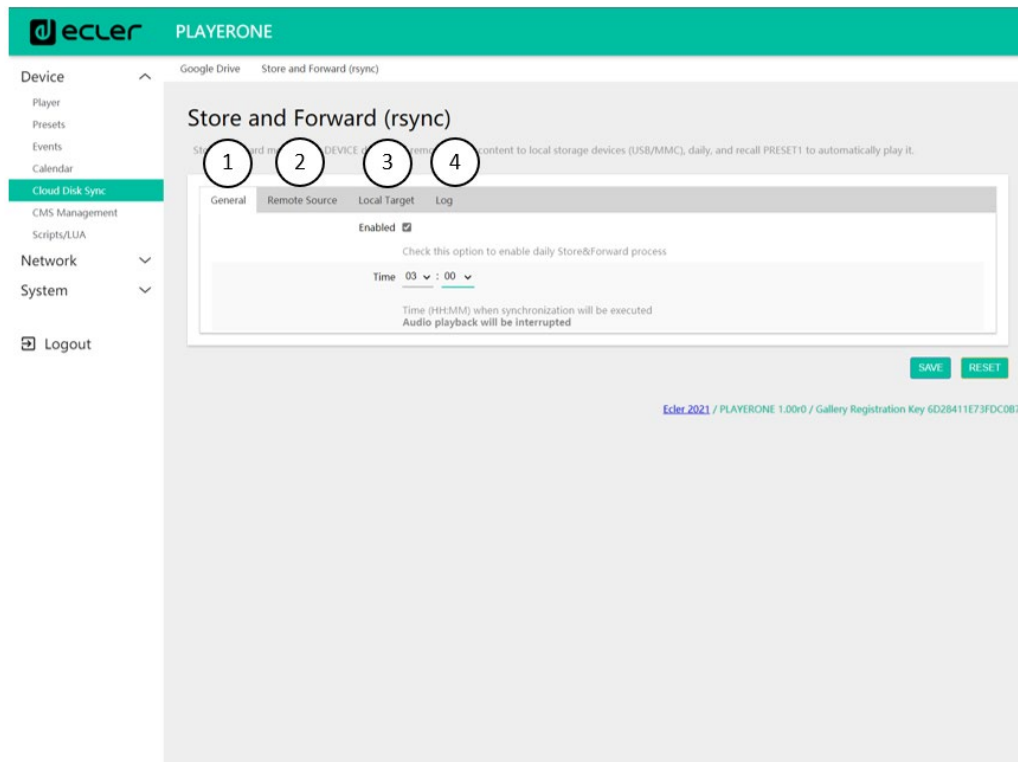 ecler PLAYERONE
Google Drive Store and Forward (rsync)
Device
Player
Presets
Events
Calendar
Cloud Disk Sync
CMS Management
Scripts/LUA
Network
System
Logout
Store and Forward (rsync)
DEVICE content to local storage devices (USB/MMC), daily, and recall PRESET1 to automatically play it.
1 2 3 4
General Remote Source Local Target Log
Enabled
Check this option to enable daily Store&Forward process
Time 03 : 00
Time (HH:MM) when synchronization will be executed
Audio playback will be interrupted
SAVE RESET
Ecler 2021 / PLAYERONE 1.00r0 / Gallery Registration Key 6D28411E73FDC0B7